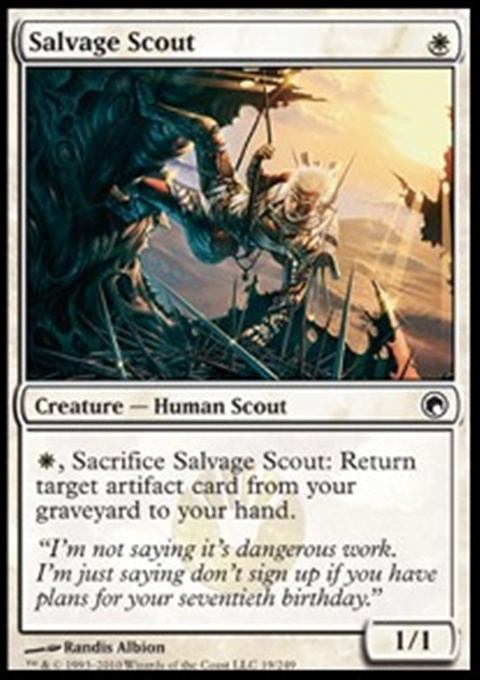 Salvage Scout
Creature — Human Scout
, Sacrifice Salvage Scout: Return
target artifact card from your
graveyard to your hand.
“I’m not saying it’s dangerous work.
I’m just saying don’t sign up if you have
plans for your seventieth birthday.”
Randis Albion
1/1
™ & © 1993–2010 Wizards of the Coast LLC 19/249